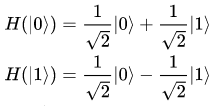 H(|0⟩) = 1/√2 |0⟩ + 1/√2 |1⟩
H(|1⟩) = 1/√2 |0⟩ − 1/√2 |1⟩